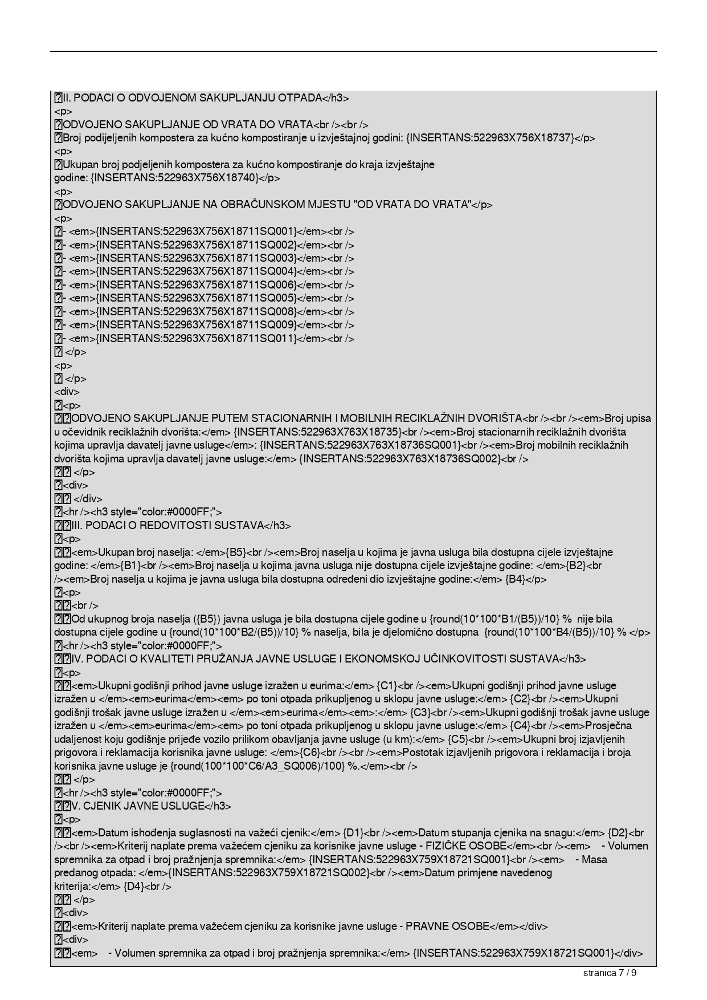 II. PODACI O ODVOJENOM SAKUPLJANJU OTPADA</h3>
<p>
ODVOJENO SAKUPLJANJE OD VRATA DO VRATA<br /><br />
Broj podijeljenih kompostera za kućno kompostiranje u izvještajnoj godini: {INSERTANS:522963X756X18737}</p>
<p>
Ukupan broj podjeljenih kompostera za kućno kompostiranje do kraja izvještajne
godine: {INSERTANS:522963X756X18740}</p>
<p>
ODVOJENO SAKUPLJANJE NA OBRAČUNSKOM MJESTU "OD VRATA DO VRATA"</p>
<p>
- <em>{INSERTANS:522963X756X18711SQ001}</em><br />
- <em>{INSERTANS:522963X756X18711SQ002}</em><br />
- <em>{INSERTANS:522963X756X18711SQ003}</em><br />
- <em>{INSERTANS:522963X756X18711SQ004}</em><br />
- <em>{INSERTANS:522963X756X18711SQ006}</em><br />
- <em>{INSERTANS:522963X756X18711SQ005}</em><br />
- <em>{INSERTANS:522963X756X18711SQ008}</em><br />
- <em>{INSERTANS:522963X756X18711SQ009}</em><br />
- <em>{INSERTANS:522963X756X18711SQ011}</em><br />
</p>
<p>
</p>
<div>
<p>
ODVOJENO SAKUPLJANJE PUTEM STACIONARNIH I MOBILNIH RECIKLAŽNIH DVORIŠTA<br /><br /><em>Broj upisa
u očevidnik reciklažnih dvorišta:</em> {INSERTANS:522963X763X18735}<br /><em>Broj stacionarnih reciklažnih dvorišta
kojima upravlja davatelj javne usluge</em>: {INSERTANS:522963X763X18736SQ001}<br /><em>Broj mobilnih reciklažnih
dvorišta kojima upravlja davatelj javne usluge:</em> {INSERTANS:522963X763X18736SQ002}<br />
</p>
<div>
</div>
<hr /><h3 style="color:#0000FF;">
III. PODACI O REDOVITOSTI SUSTAVA</h3>
<p>
<em>Ukupan broj naselja: </em>{B5}<br /><em>Broj naselja u kojima je javna usluga bila dostupna cijele izvještajne
godine: </em>{B1}<br /><em>Broj naselja u kojima javna usluga nije dostupna cijele izvještajne godine: </em>{B2}<br
/><em>Broj naselja u kojima je javna usluga bila dostupna određeni dio izvještajne godine:</em> {B4}</p>
<p>
<br />
Od ukupnog broja naselja ({B5}) javna usluga je bila dostupna cijele godine u {round(10*100*B1/(B5))/10} %  nije bila
dostupna cijele godine u {round(10*100*B2/(B5))/10} % naselja, bila je djelomično dostupna  {round(10*100*B4/(B5))/10} % </p>
<hr /><h3 style="color:#0000FF;">
IV. PODACI O KVALITETI PRUŽANJA JAVNE USLUGE I EKONOMSKOJ UČINKOVITOSTI SUSTAVA</h3>
<p>
<em>Ukupni godišnji prihod javne usluge izražen u eurima:</em> {C1}<br /><em>Ukupni godišnji prihod javne usluge
izražen u </em><em>eurima</em><em> po toni otpada prikupljenog u sklopu javne usluge:</em> {C2}<br /><em>Ukupni
godišnji trošak javne usluge izražen u </em><em>eurima</em><em>:</em> {C3}<br /><em>Ukupni godišnji trošak javne usluge
izražen u </em><em>eurima</em><em> po toni otpada prikupljenog u sklopu javne usluge:</em> {C4}<br /><em>Prosječna
udaljenost koju godišnje prijeđe vozilo prilikom obavljanja javne usluge (u km):</em> {C5}<br /><em>Ukupni broj izjavljenih
prigovora i reklamacija korisnika javne usluge: </em>{C6}<br /><br /><em>Postotak izjavljenih prigovora i reklamacija i broja
korisnika javne usluge je {round(100*100*C6/A3_SQ006)/100} %.</em><br />
</p>
<hr /><h3 style="color:#0000FF;">
V. CJENIK JAVNE USLUGE</h3>
<p>
<em>Datum ishođenja suglasnosti na važeći cjenik:</em> {D1}<br /><em>Datum stupanja cjenika na snagu:</em> {D2}<br
/><br /><em>Kriterij naplate prema važećem cjeniku za korisnike javne usluge - FIZIČKE OSOBE</em><br /><em>    - Volumen
spremnika za otpad i broj pražnjenja spremnika:</em> {INSERTANS:522963X759X18721SQ001}<br /><em>    - Masa
predanog otpada: </em>{INSERTANS:522963X759X18721SQ002}<br /><em>Datum primjene navedenog
kriterija:</em> {D4}<br />
</p>
<div>
<em>Kriterij naplate prema važećem cjeniku za korisnike javne usluge - PRAVNE OSOBE</em></div>
<div>
<em>    - Volumen spremnika za otpad i broj pražnjenja spremnika:</em> {INSERTANS:522963X759X18721SQ001}</div>
stranica 7 / 9